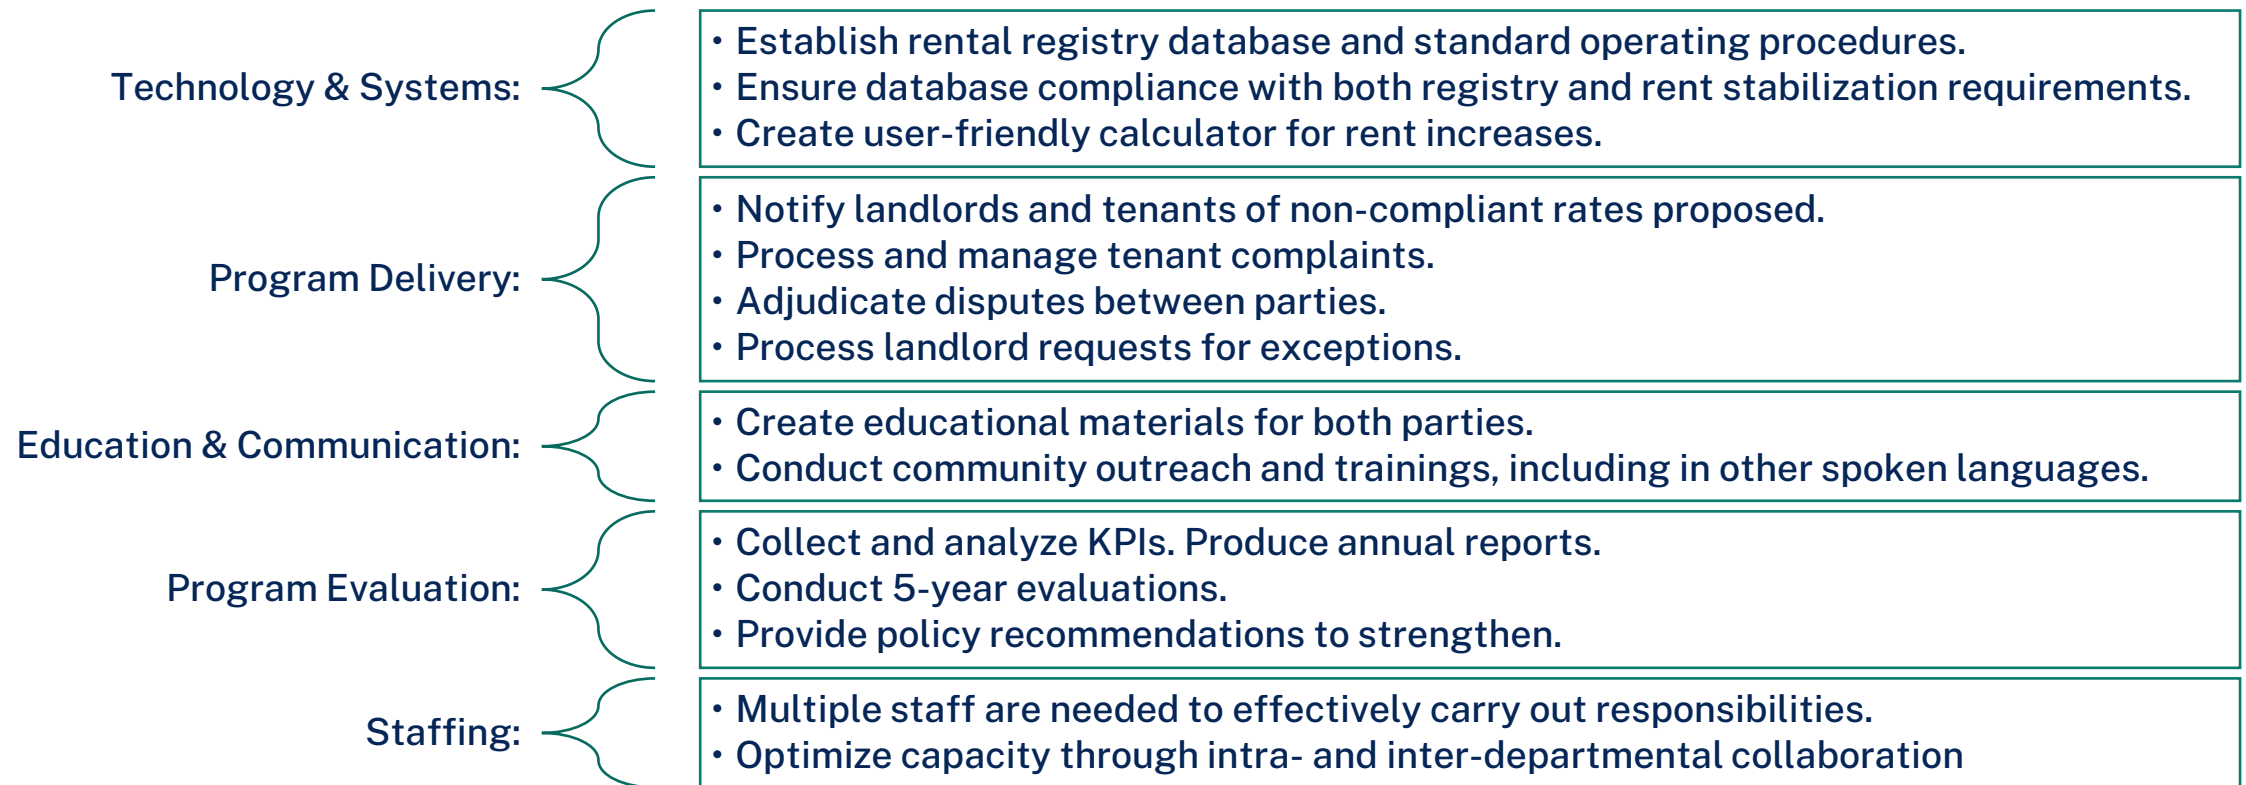 Technology & Systems:
• Establish rental registry database and standard operating procedures.
• Ensure database compliance with both registry and rent stabilization requirements.
• Create user-friendly calculator for rent increases.
Program Delivery:
• Notify landlords and tenants of non-compliant rates proposed.
• Process and manage tenant complaints.
• Adjudicate disputes between parties.
• Process landlord requests for exceptions.
Education & Communication:
• Create educational materials for both parties.
• Conduct community outreach and trainings, including in other spoken languages.
Program Evaluation:
• Collect and analyze KPIs. Produce annual reports.
• Conduct 5-year evaluations.
• Provide policy recommendations to strengthen.
Staffing:
• Multiple staff are needed to effectively carry out responsibilities.
• Optimize capacity through intra- and inter-departmental collaboration